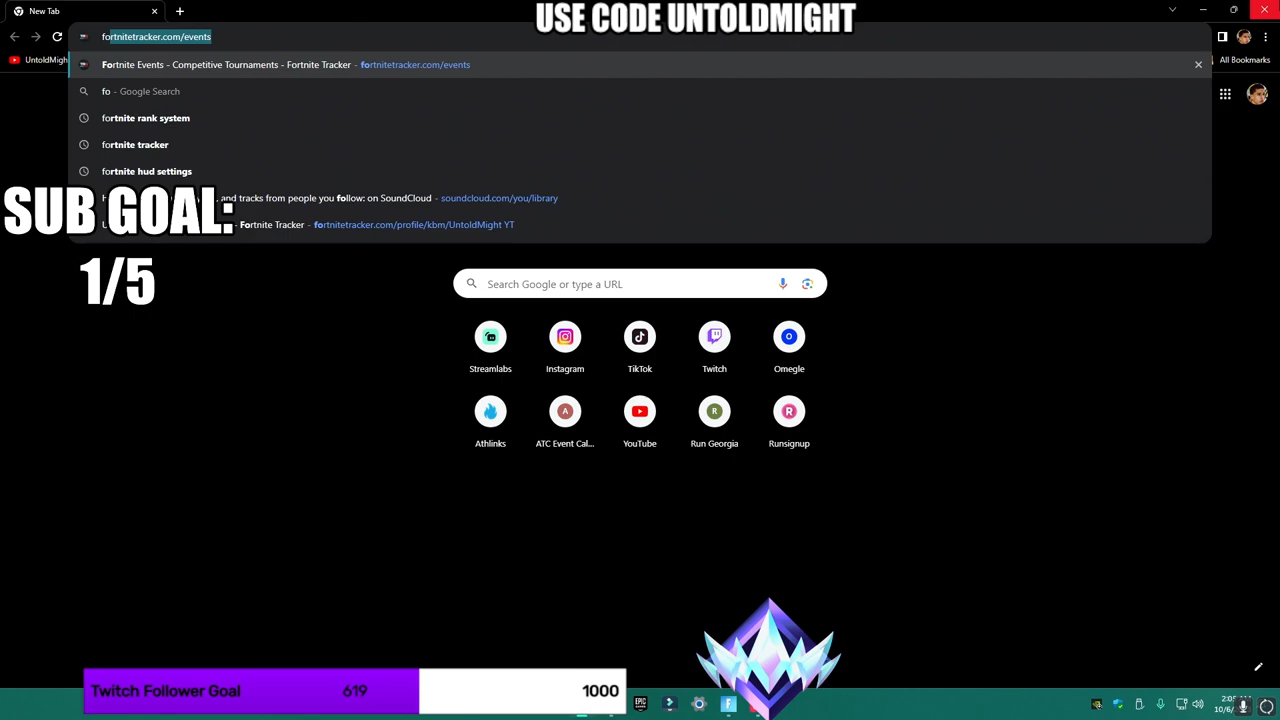 New Tab
USE CODE UNTOLDMIGHT
fortnitetracker.com/events
UntoldMigh
All Bookmarks
Fortnite Events - Competitive Tournaments - Fortnite Tracker - fortnitetracker.com/events
fo - Google Search
fortnite rank system
fortnite tracker
fortnite hud settings
and tracks from people you follow: on SoundCloud - soundcloud.com/you/library
Fortnite Tracker - fortnitetracker.com/profile/kbm/UntoldMight YT
SUB GOAL:
1/5
Search Google or type a URL
Streamlabs
Instagram
TikTok
Twitch
O
Omegle
Athlinks
A
ATC Event Cal...
YouTube
R
Run Georgia
R
Runsignup
Twitch Follower Goal 619 1000
EPIC
10/6/